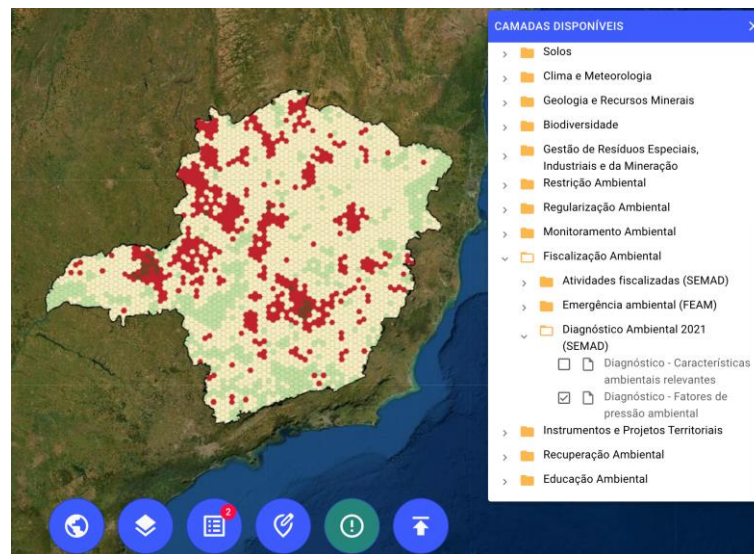 CAMADAS DISPONÍVEIS
Solos
Clima e Meteorologia
Geologia e Recursos Minerais
Biodiversidade
Gestão de Resíduos Especiais,
Industriais e da Mineração
Restrição Ambiental
Regularização Ambiental
Monitoramento Ambiental
Fiscalização Ambiental
Atividades fiscalizadas (SEMAD)
Emergência ambiental (FEAM)
Diagnóstico Ambiental 2021
(SEMAD)
Diagnóstico - Características
ambientais relevantes
Diagnóstico - Fatores de
pressão ambiental
Instrumentos e Projetos Territoriais
Recuperação Ambiental
Educação Ambiental
2